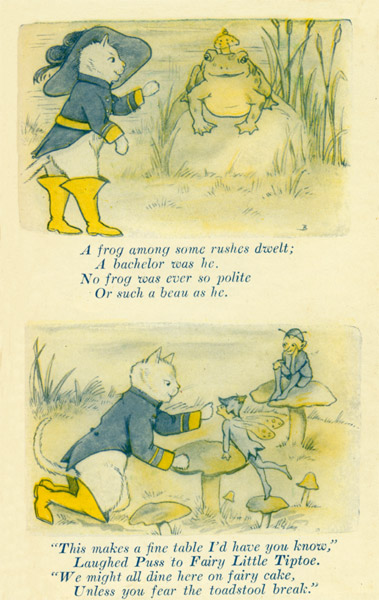 A frog among some rushes dwelt;
A bachelor was he.
No frog was ever so polite
Or such a beau as he.
"This makes a fine table I'd have you know,"
Laughed Puss to Fairy Little Tiptoe.
"We might all dine here on fairy cake,
Unless you fear the toadstool break."